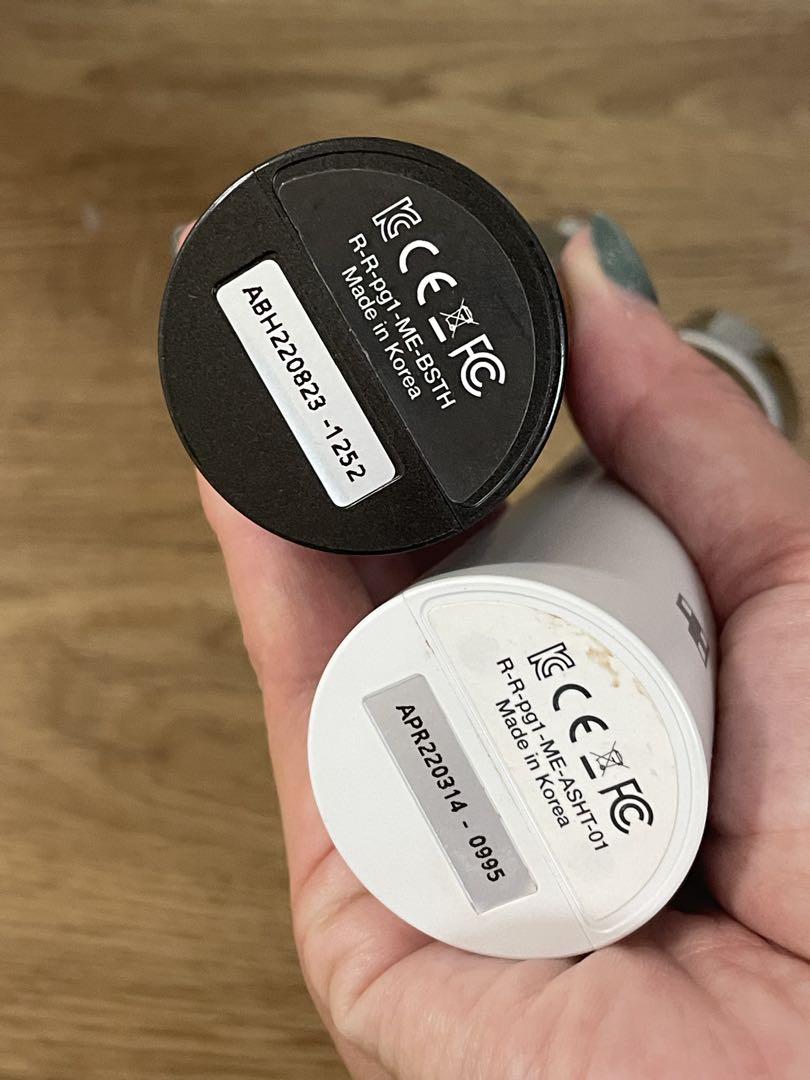 R-R-pg1-ME-BSTH
Made in Korea
ABH220823 -1252
R-R-pg1-ME-ASHT-01
Made in Korea
APR220314 - 0995